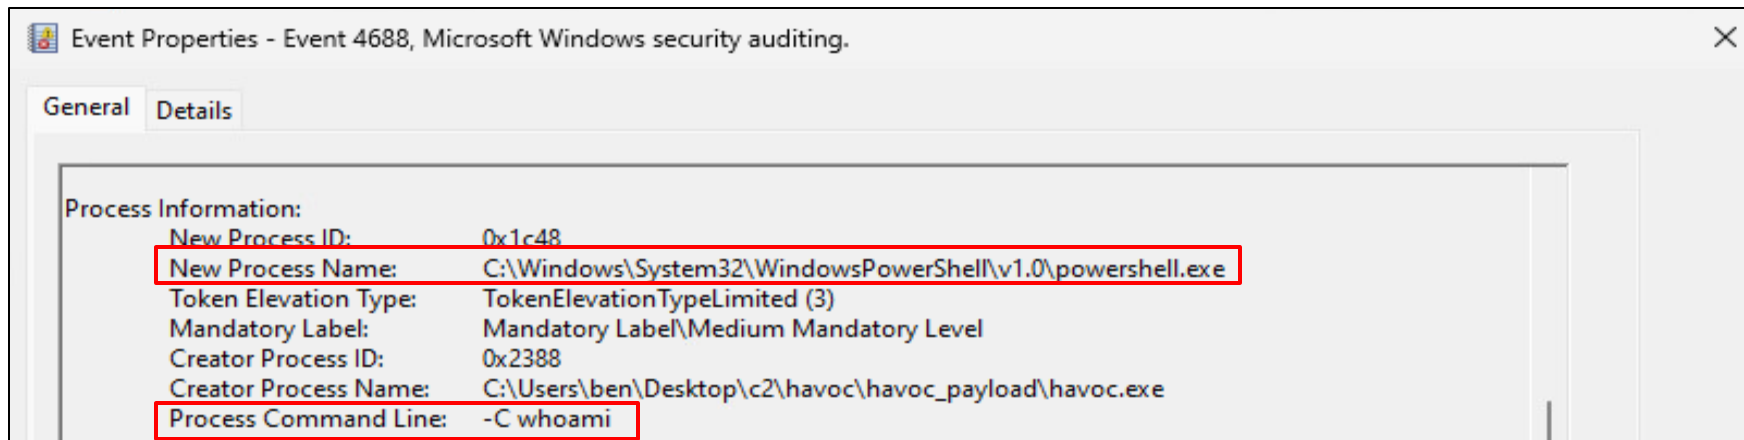 Event Properties - Event 4688, Microsoft Windows security auditing.
General Details
Process Information:
New Process ID: 0x1c48
New Process Name: C:\Windows\System32\WindowsPowerShell\v1.0\powershell.exe
Token Elevation Type: TokenElevationTypeLimited (3)
Mandatory Label: Mandatory Label\Medium Mandatory Level
Creator Process ID: 0x2388
Creator Process Name: C:\Users\ben\Desktop\c2\havoc\havoc_payload\havoc.exe
Process Command Line: -C whoami